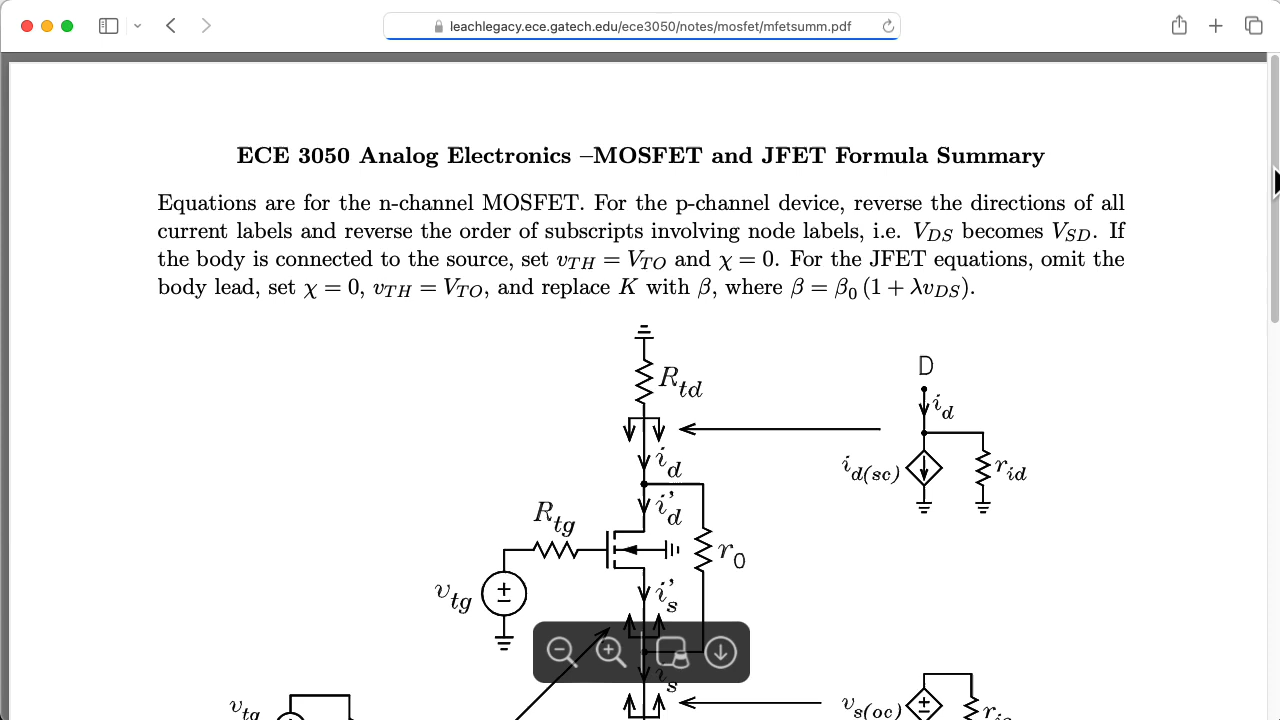 leachlegacy.ece.gatech.edu/ece3050/notes/mosfet/mfetsumm.pdf
ECE 3050 Analog Electronics –MOSFET and JFET Formula Summary
Equations are for the n-channel MOSFET. For the p-channel device, reverse the directions of all
current labels and reverse the order of subscripts involving node labels, i.e. V_DS becomes V_SD. If
the body is connected to the source, set v_TH = V_TO and χ = 0. For the JFET equations, omit the
body lead, set χ = 0, v_TH = V_TO, and replace K with β, where β = β_0 (1 + λv_DS).
D
R_td
i_d
i_d
i_d(sc)
r_id
i'_d
R_tg
r_0
v_tg
i'_s
i_s
v_tg
v_s(oc)